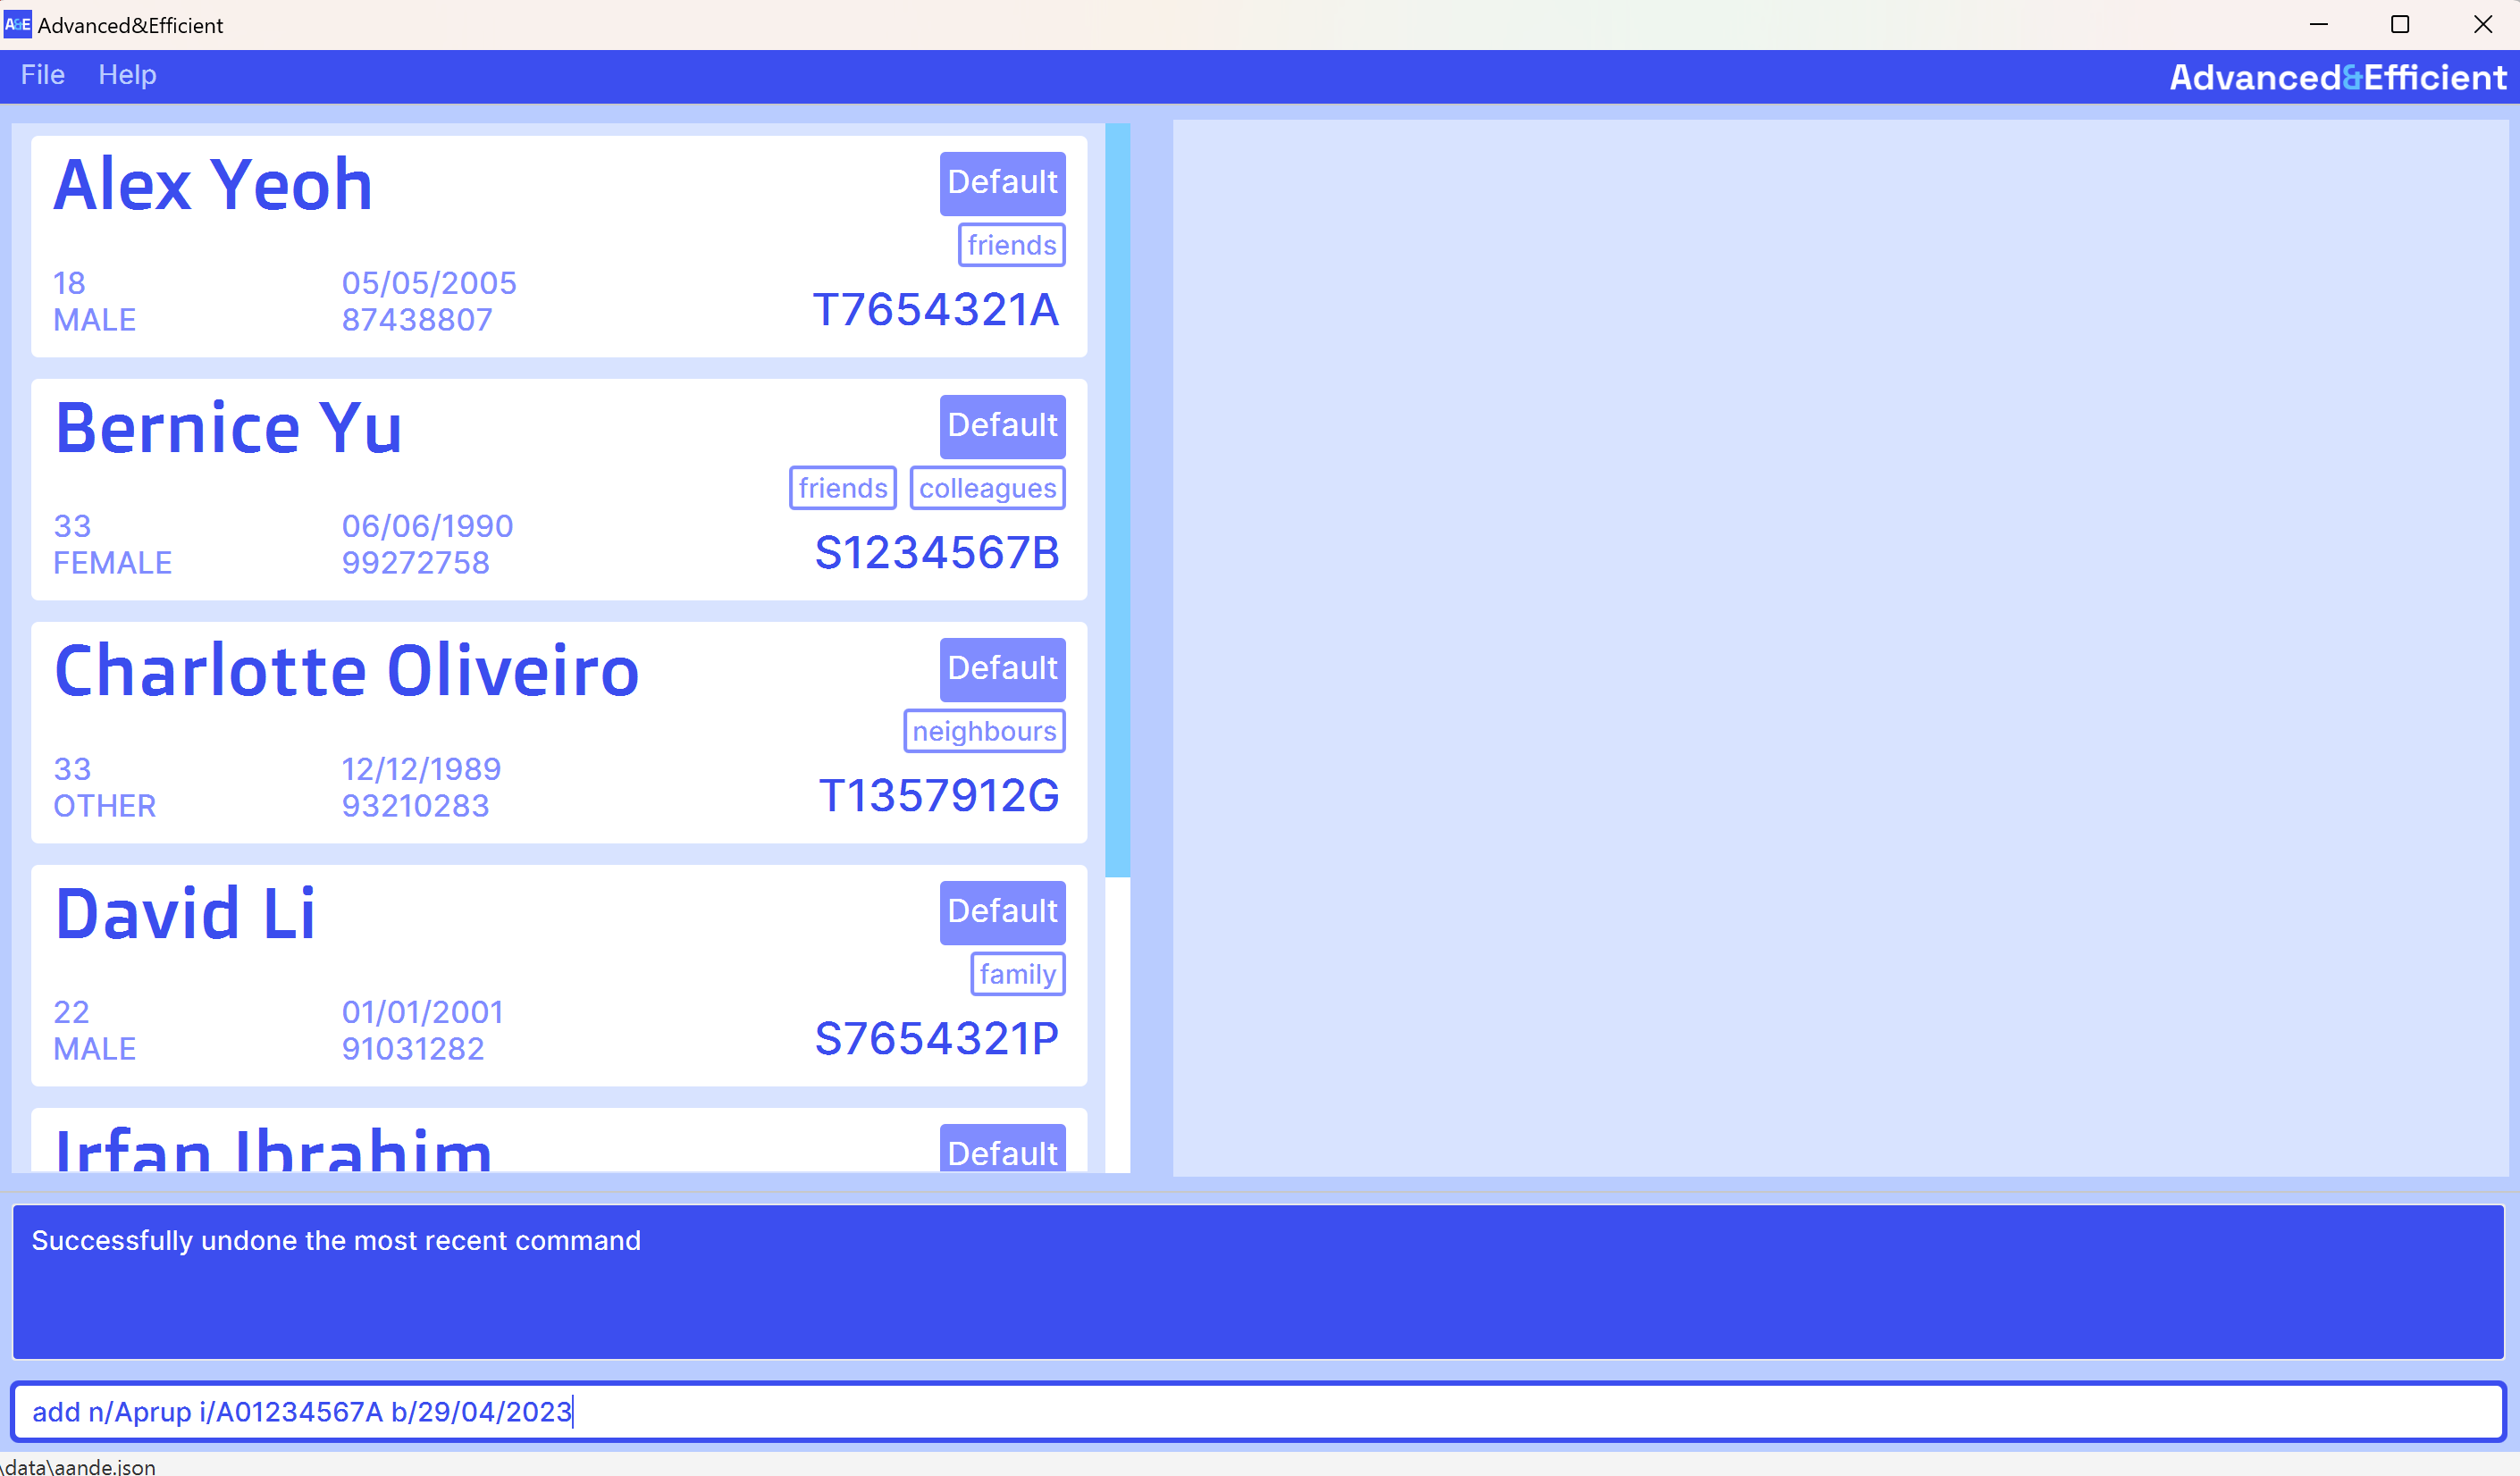 A&E Advanced&Efficient
File Help Advanced&Efficient
Alex Yeoh
Default
friends
18 05/05/2005
MALE 87438807
T7654321A
Bernice Yu
Default
friends colleagues
33 06/06/1990
FEMALE 99272758
S1234567B
Charlotte Oliveiro
Default
neighbours
33 12/12/1989
OTHER 93210283
T1357912G
David Li
Default
family
22 01/01/2001
MALE 91031282
S7654321P
Irfan Ibrahim
Default
Successfully undone the most recent command
add n/Aprup i/A01234567A b/29/04/2023
\data\aande.json